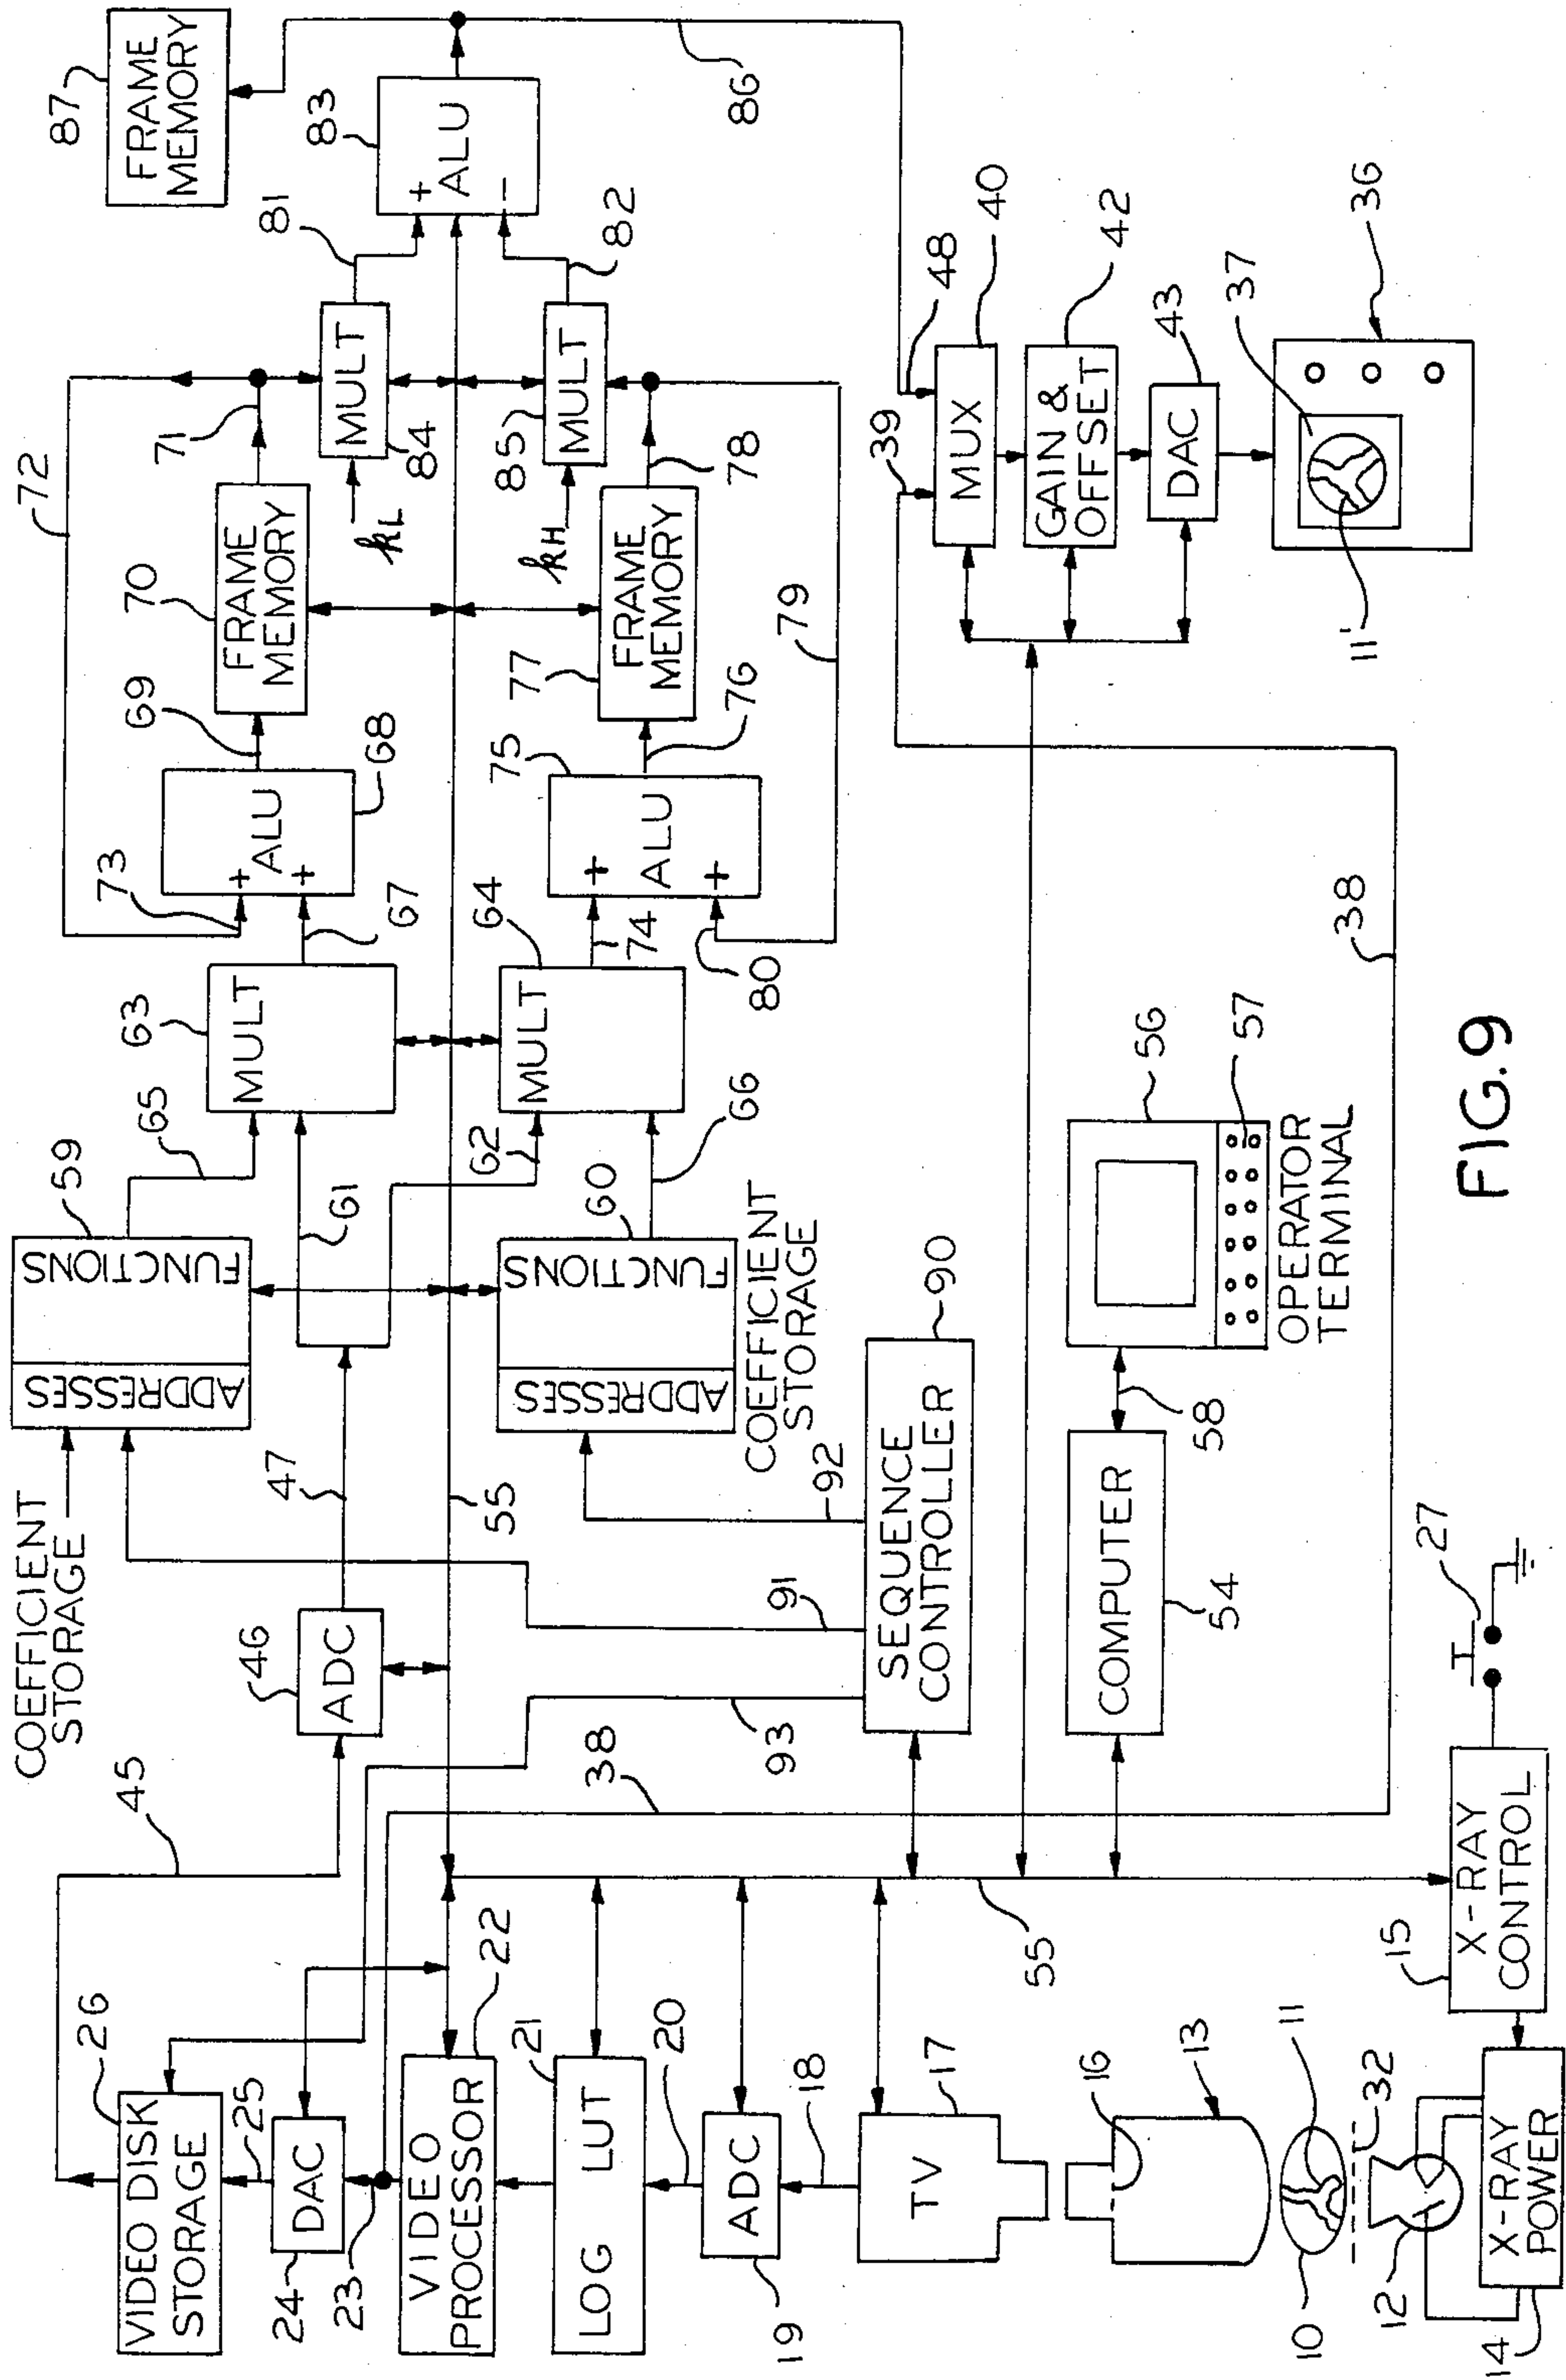 COEFFICIENT
STORAGE
45
26
VIDEO DISK
STORAGE
25
DAC
24
23
VIDEO
PROCESSOR
22
LOG LUT
21
20
ADC
19
18
TV
17
16
13
11
10
32
12
X-RAY
POWER
14
X-RAY
CONTROL
15
27
46
ADC
47
55
55
38
93
91
92
SEQUENCE
CONTROLLER
90
COMPUTER
54
58
56
57
OPERATOR
TERMINAL
ADDRESSES
FUNCTIONS
59
65
61
62
ADDRESSES
FUNCTIONS
60
66
COEFFICIENT
STORAGE
63
MULT
64
MULT
67
73
74
80
+
+
ALU
68
69
75
+
+
ALU
76
72
70
FRAME
MEMORY
71
77
FRAME
MEMORY
78
79
kL
MULT
84
kH
85
MULT
81
82
83
+
ALU
-
87
FRAME
MEMORY
86
39
48
MUX
40
GAIN &
OFFSET
42
DAC
43
37
36
11'
38
FIG.9